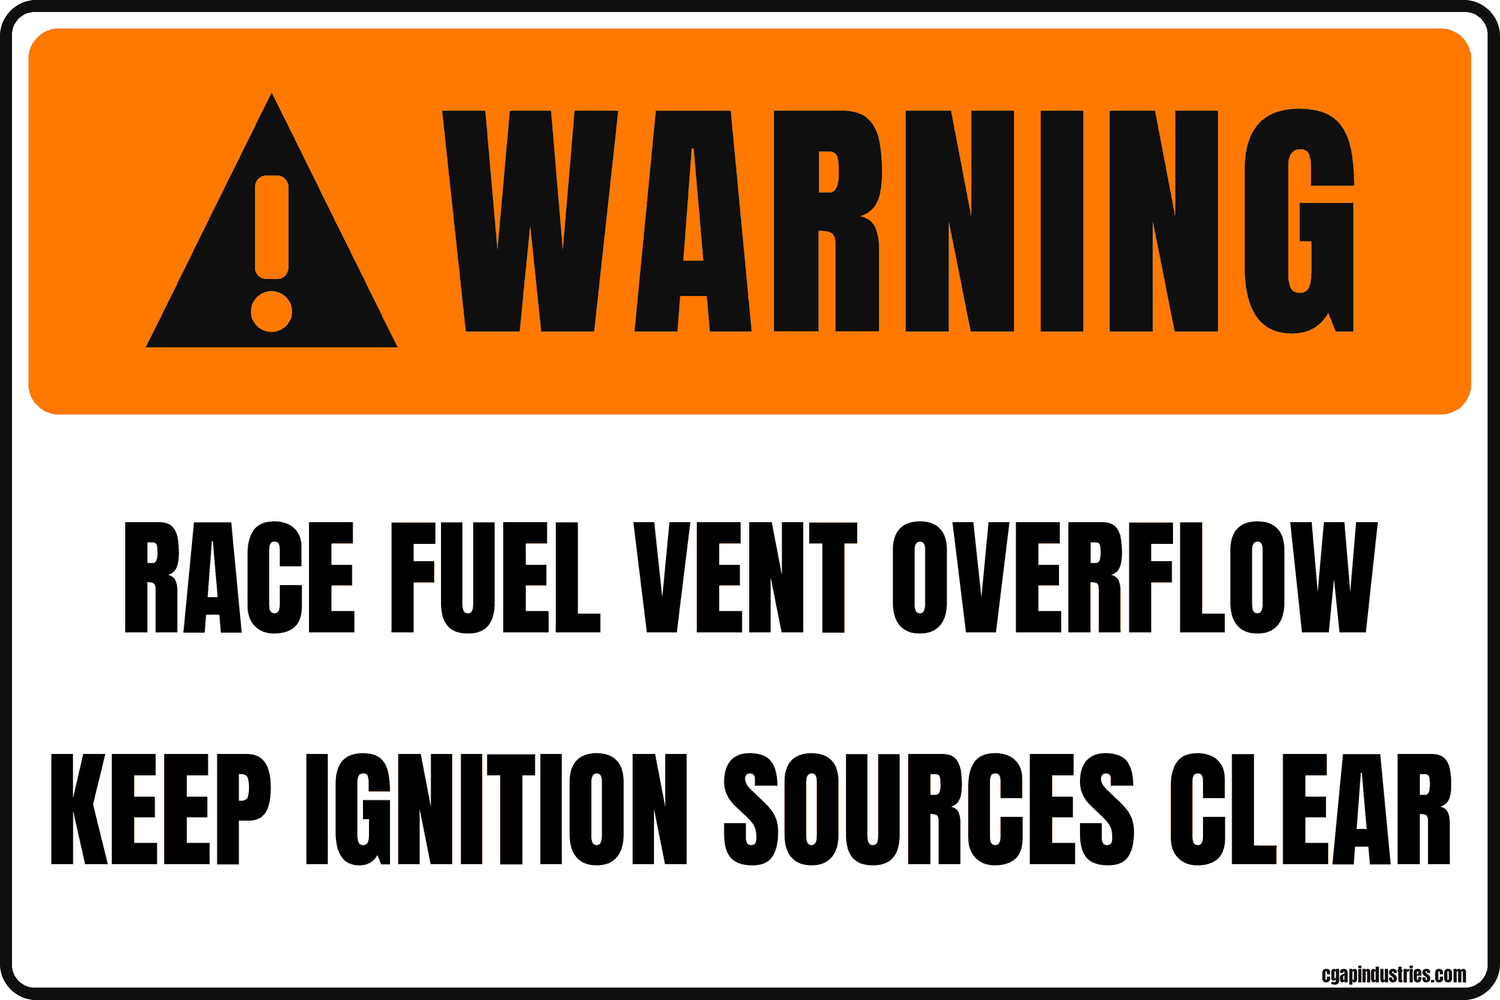 WARNING
RACE FUEL VENT OVERFLOW
KEEP IGNITION SOURCES CLEAR
cgapindustries.com